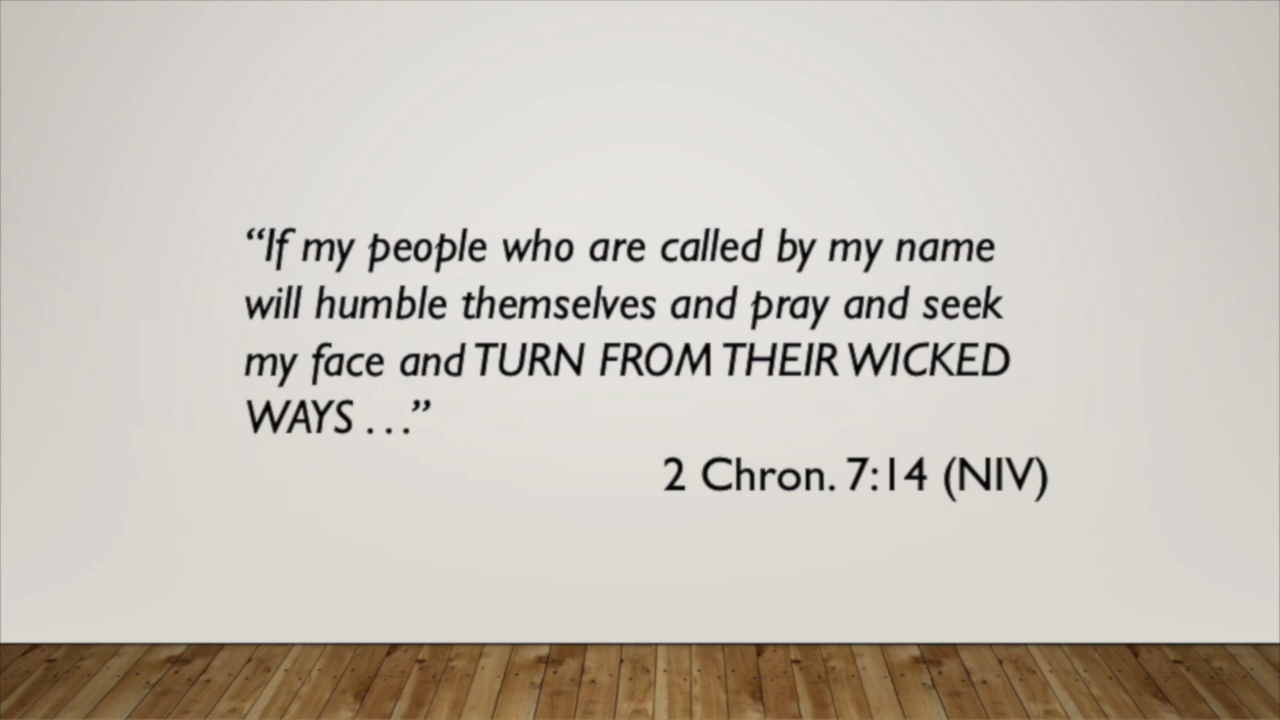 “If my people who are called by my name
will humble themselves and pray and seek
my face and TURN FROM THEIR WICKED
WAYS . . .”
2 Chron. 7:14 (NIV)